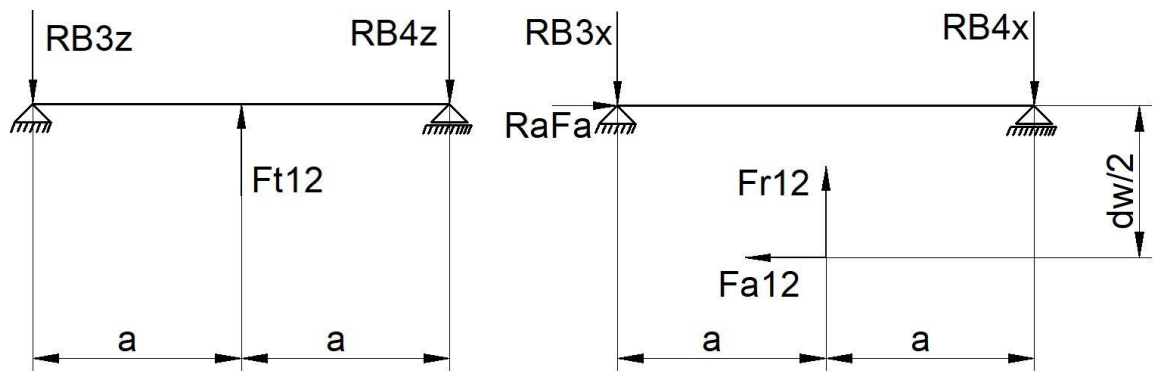 RB3z
RB4z
Ft12
a
a
RB3x
RB4x
RaFa
Fr12
Fa12
dw/2
a
a